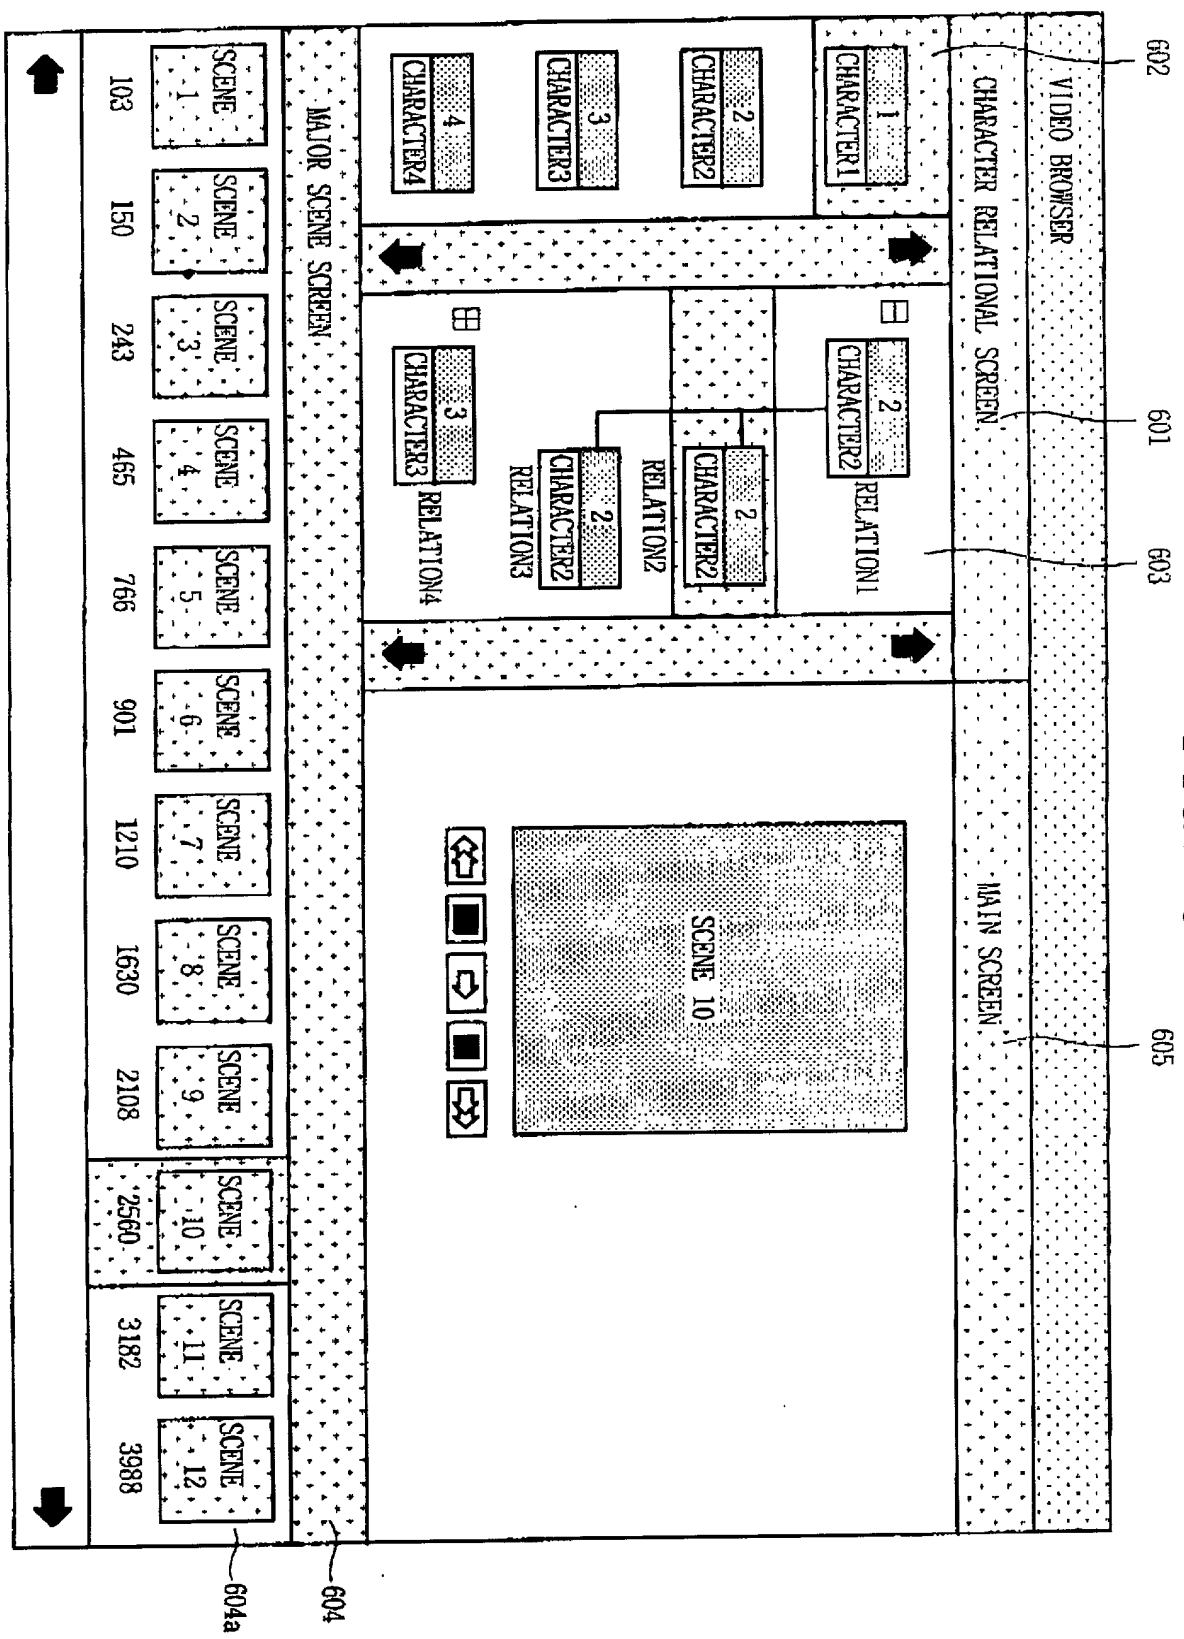 602
601
603
605
VIDEO BROWSER
CHARACTER RELATIONAL SCREEN
MAIN SCREEN
1
CHARACTER1
2
CHARACTER2
3
CHARACTER3
4
CHARACTER4
2
CHARACTER2
RELATION1
2
CHARACTER2
RELATION2
2
CHARACTER2
RELATION3
3
CHARACTER3
RELATION4
SCENE 10
MAJOR SCENE SCREEN
604
SCENE 1
SCENE 2
SCENE 3
SCENE 4
SCENE 5
SCENE 6
SCENE 7
SCENE 8
SCENE 9
SCENE 10
SCENE 11
SCENE 12
604a
103
150
243
465
766
901
1210
1630
2108
2560
3182
3988